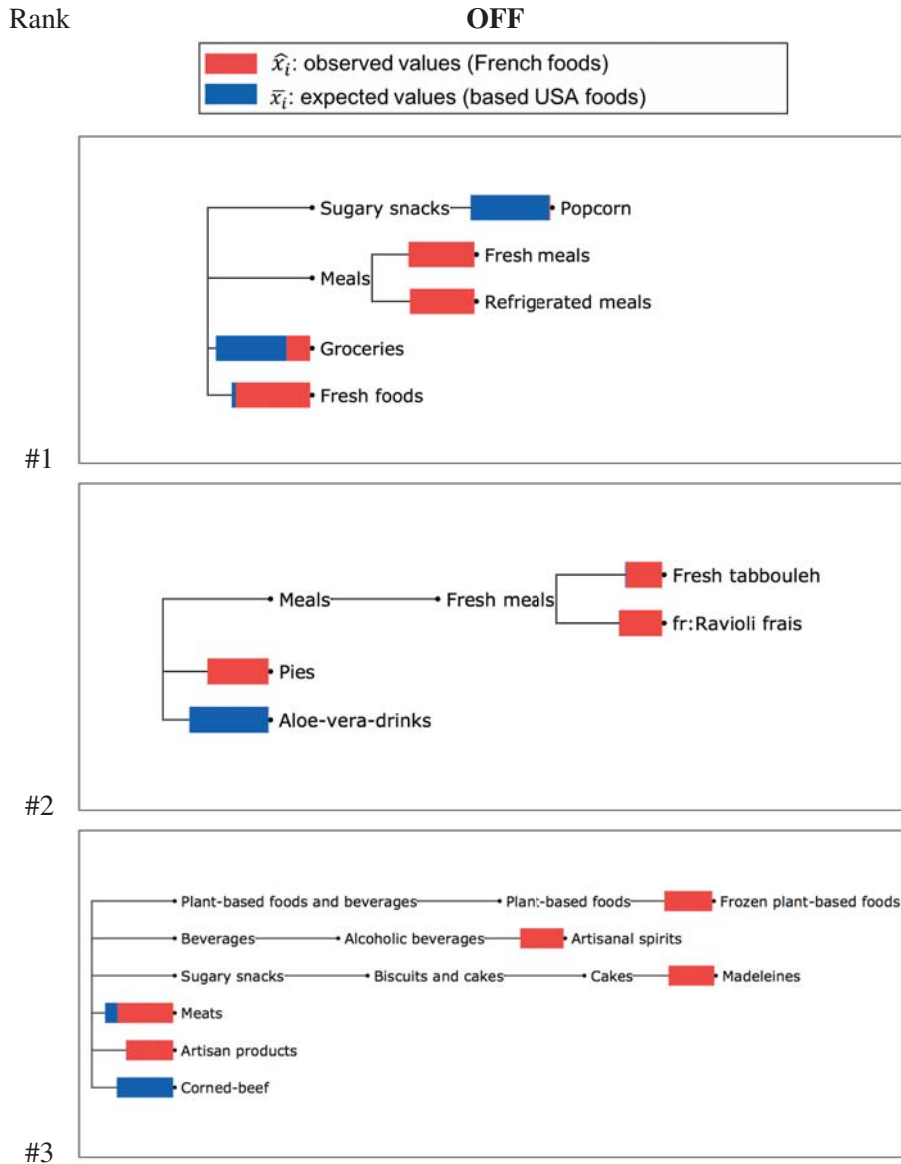 Rank OFF
x̂ᵢ: observed values (French foods)
x̄ᵢ: expected values (based USA foods)
Sugary snacks Popcorn
Fresh meals
Meals
Refrigerated meals
Groceries
Fresh foods
#1
Fresh tabbouleh
Meals Fresh meals
fr:Ravioli frais
Pies
Aloe-vera-drinks
#2
Plant-based foods and beverages Plant-based foods Frozen plant-based foods
Beverages Alcoholic beverages Artisanal spirits
Sugary snacks Biscuits and cakes Cakes Madeleines
Meats
Artisan products
Corned-beef
#3